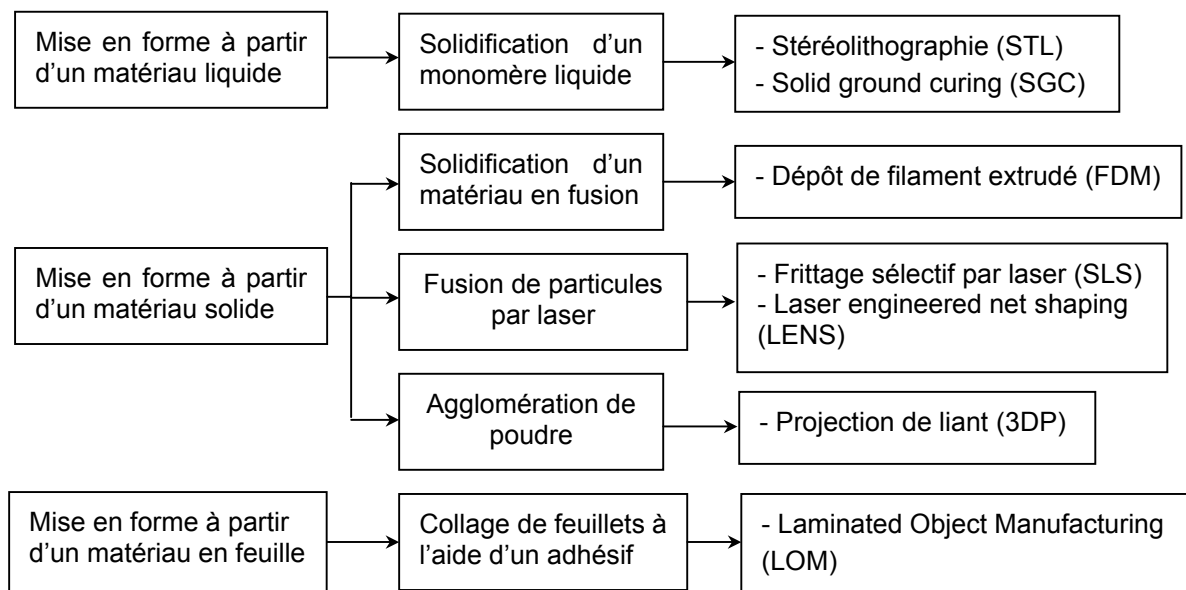 Mise en forme à partir
d'un matériau liquide
Solidification d'un
monomère liquide
- Stéréolithographie (STL)
- Solid ground curing (SGC)
Mise en forme à partir
d'un matériau solide
Solidification d'un
matériau en fusion
- Dépôt de filament extrudé (FDM)
Fusion de particules
par laser
- Frittage sélectif par laser (SLS)
- Laser engineered net shaping
(LENS)
Agglomération de
poudre
- Projection de liant (3DP)
Mise en forme à partir
d'un matériau en feuille
Collage de feuillets à
l'aide d'un adhésif
- Laminated Object Manufacturing
(LOM)